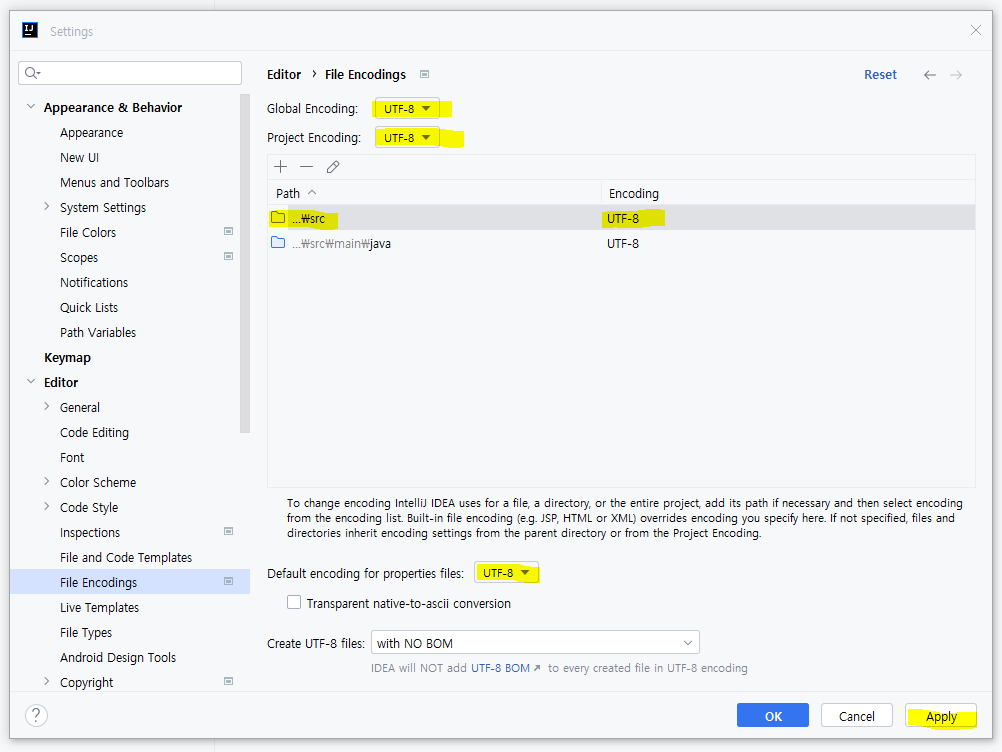 IJ
Settings
Editor › File Encodings
Reset
Global Encoding: UTF-8
Project Encoding: UTF-8
Path
Encoding
...₩src
UTF-8
...₩src₩main₩java
UTF-8
To change encoding IntelliJ IDEA uses for a file, a directory, or the entire project, add its path if necessary and then select encoding
from the encoding list. Built-in file encoding (e.g. JSP, HTML or XML) overrides encoding you specify here. If not specified, files and
directories inherit encoding settings from the parent directory or from the Project Encoding.
Default encoding for properties files: UTF-8
Transparent native-to-ascii conversion
Create UTF-8 files: with NO BOM
IDEA will NOT add UTF-8 BOM ↗ to every created file in UTF-8 encoding
Appearance & Behavior
Appearance
New UI
Menus and Toolbars
System Settings
File Colors
Scopes
Notifications
Quick Lists
Path Variables
Keymap
Editor
General
Code Editing
Font
Color Scheme
Code Style
Inspections
File and Code Templates
File Encodings
Live Templates
File Types
Android Design Tools
Copyright
?
OK
Cancel
Apply